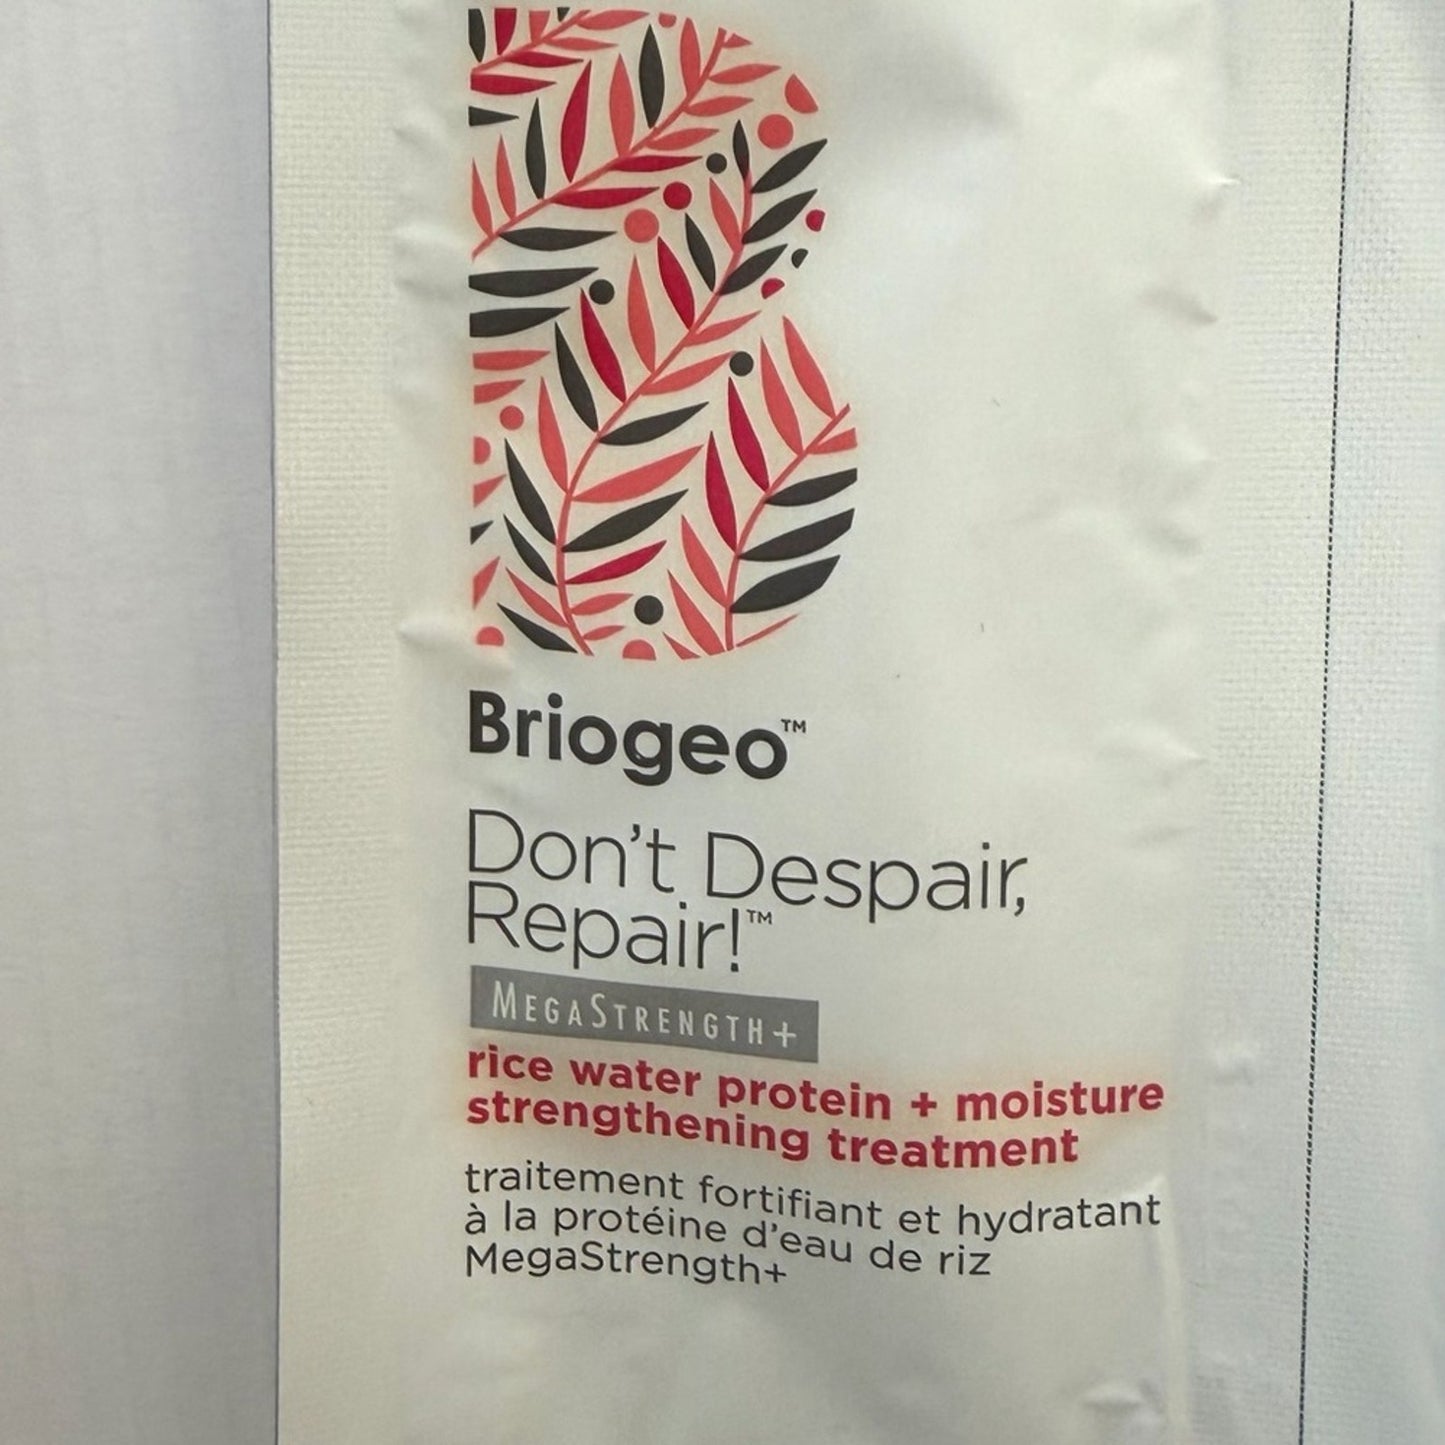 Briogeo™
Don't Despair,
Repair!™
MEGASTRENGTH+
rice water protein + moisture
strengthening treatment
traitement fortifiant et hydratant
à la protéine d'eau de riz
MegaStrength+